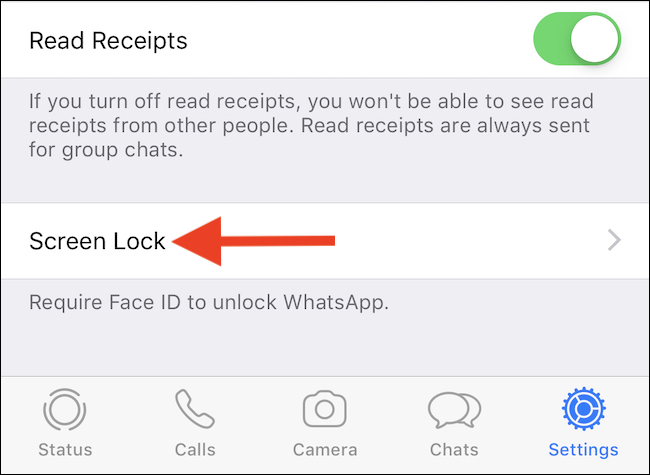 Read Receipts
If you turn off read receipts, you won't be able to see read
receipts from other people. Read receipts are always sent
for group chats.
Screen Lock
Require Face ID to unlock WhatsApp.
Status Calls Camera Chats Settings